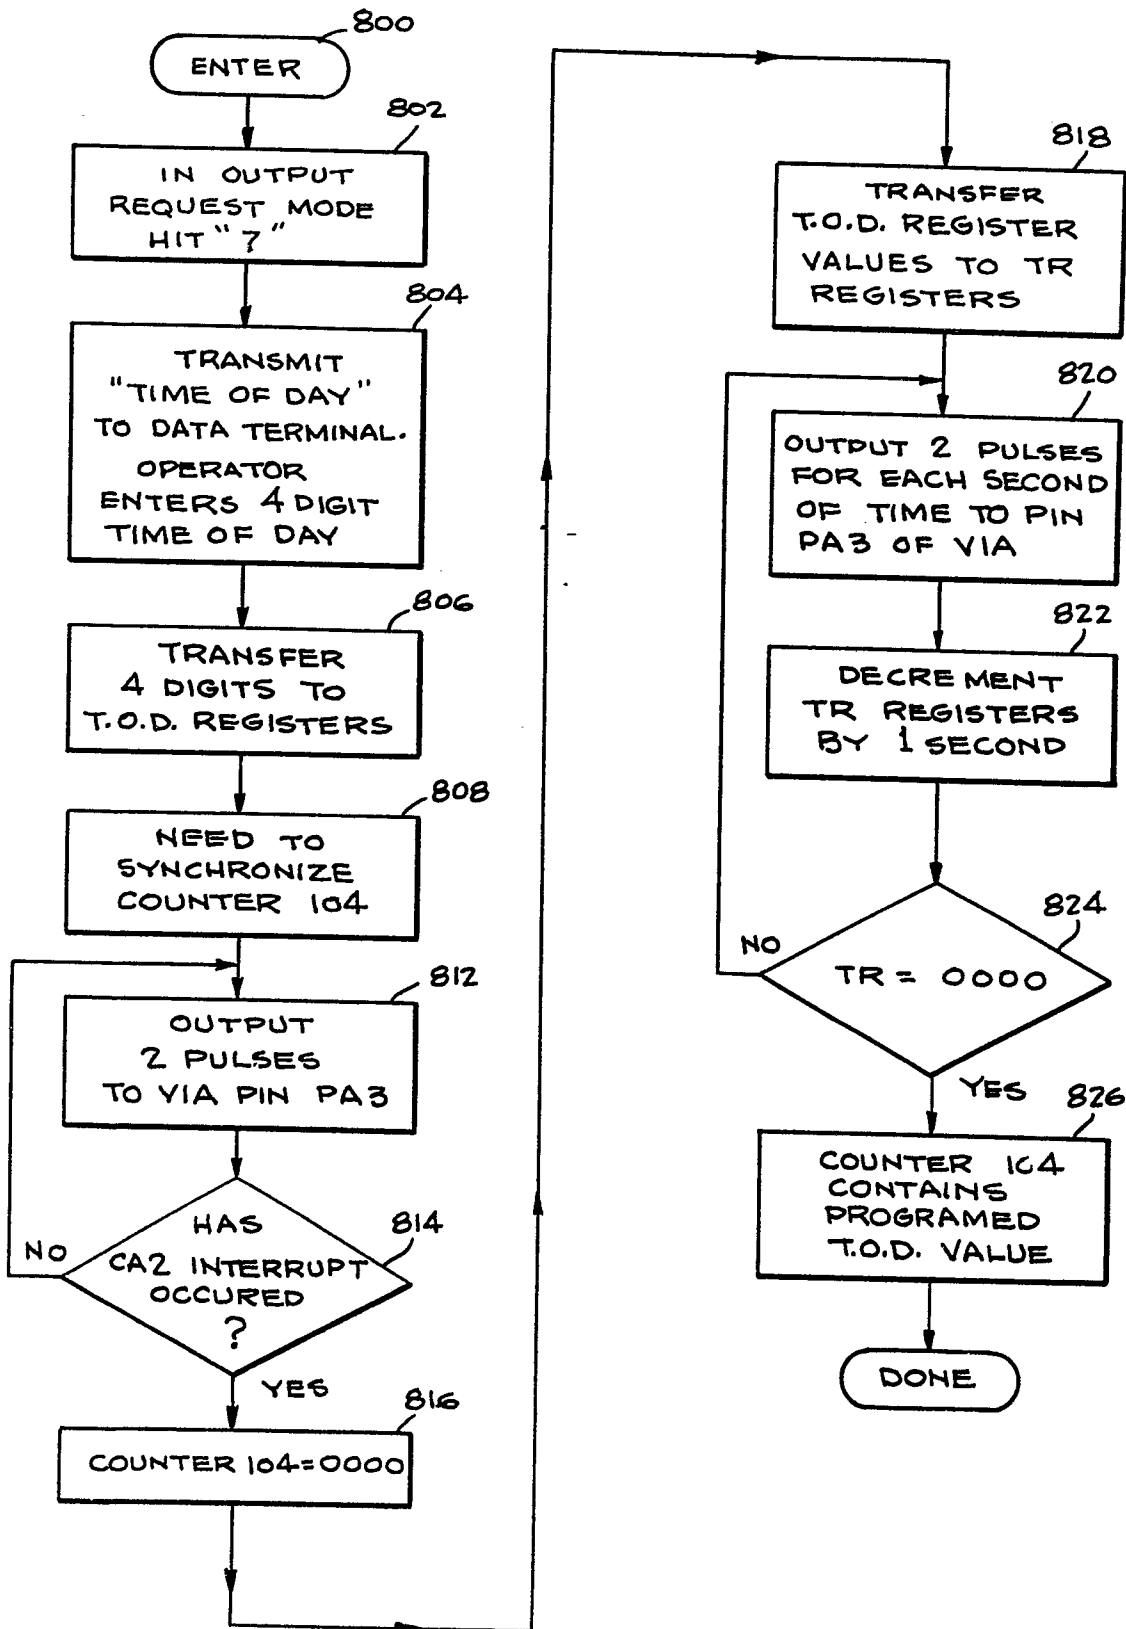 800
ENTER
802
IN OUTPUT
REQUEST MODE
HIT "7"
804
TRANSMIT
"TIME OF DAY"
TO DATA TERMINAL.
OPERATOR
ENTERS 4 DIGIT
TIME OF DAY
806
TRANSFER
4 DIGITS TO
T.O.D. REGISTERS
808
NEED TO
SYNCHRONIZE
COUNTER 104
812
OUTPUT
2 PULSES
TO VIA PIN PA3
814
HAS
CA2 INTERRUPT
OCCURED
?
NO
YES
816
COUNTER 104=0000
818
TRANSFER
T.O.D. REGISTER
VALUES TO TR
REGISTERS
820
OUTPUT 2 PULSES
FOR EACH SECOND
OF TIME TO PIN
PA3 OF VIA
822
DECREMENT
TR REGISTERS
BY 1 SECOND
824
NO
TR = 0000
YES
826
COUNTER 104
CONTAINS
PROGRAMED
T.O.D. VALUE
DONE